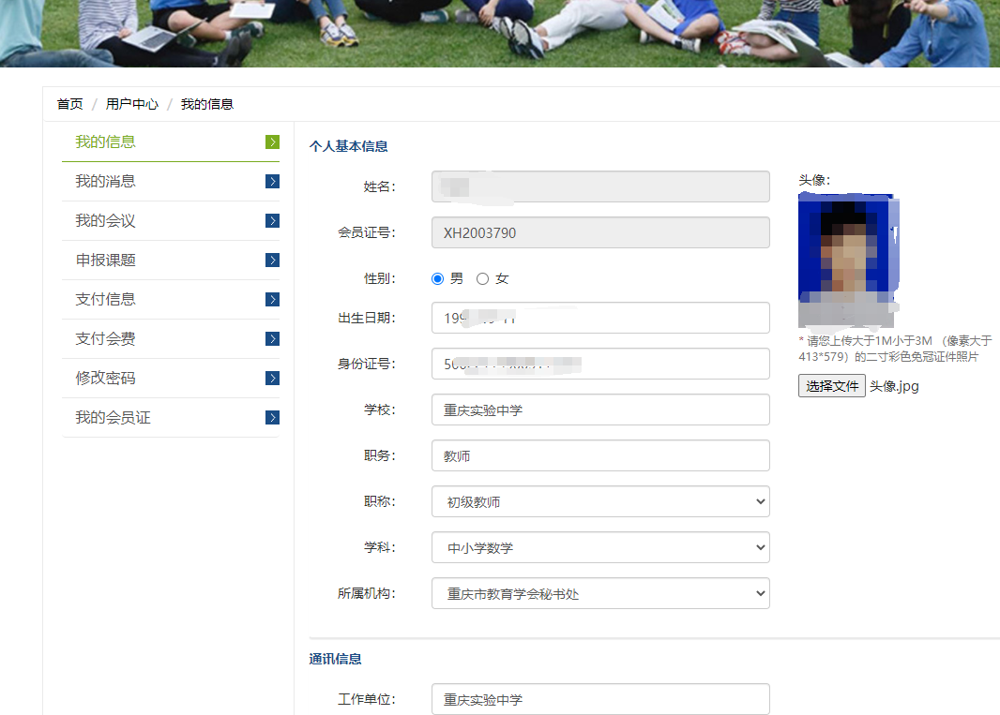 首页 / 用户中心 / 我的信息
我的信息
我的消息
我的会议
申报课题
支付信息
支付会费
修改密码
我的会员证
个人基本信息
姓名：
会员证号： XH2003790
性别： 男 女
出生日期：
身份证号：
学校： 重庆实验中学
职务： 教师
职称： 初级教师
学科： 中小学数学
所属机构： 重庆市教育学会秘书处
头像：
* 请您上传大于1M小于3M （像素大于
413*579）的二寸彩色免冠证件照片
选择文件 头像.jpg
通讯信息
工作单位： 重庆实验中学